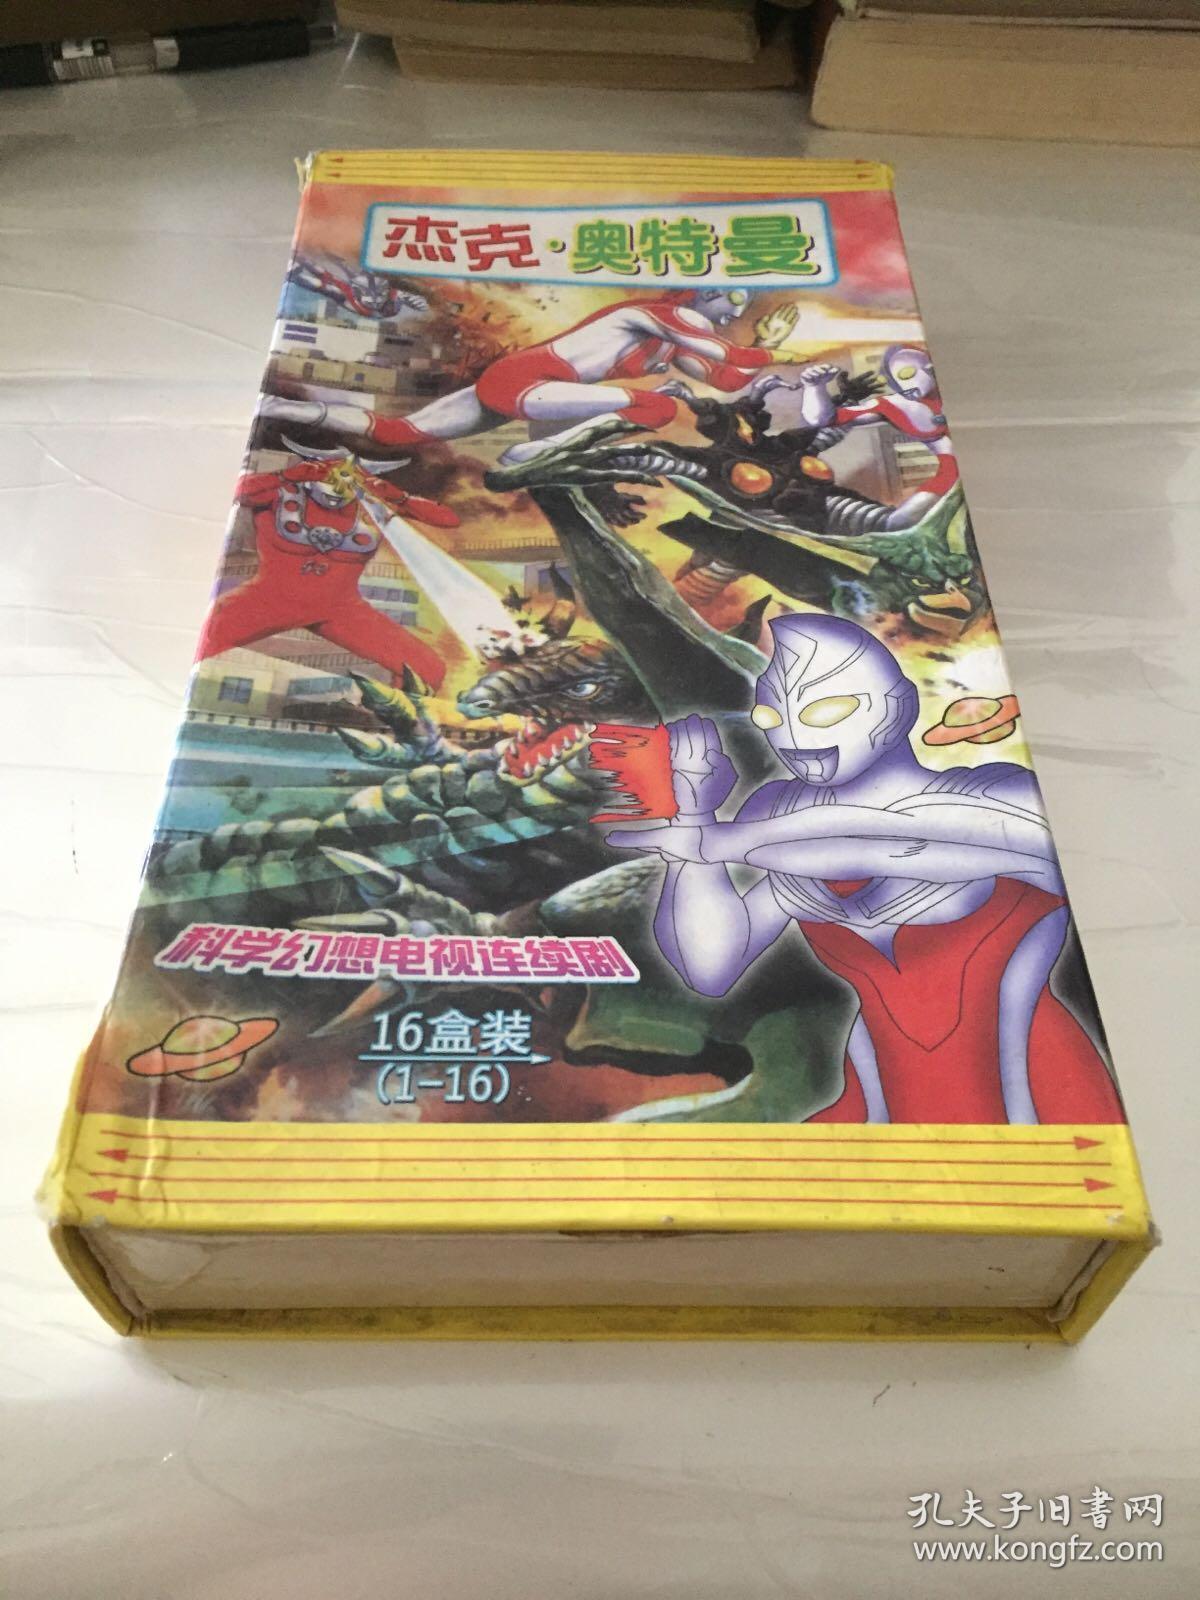 杰克·奥特曼
科学幻想电视连续剧
16盒装
(1-16)
孔夫子旧書网
www.kongfz.com